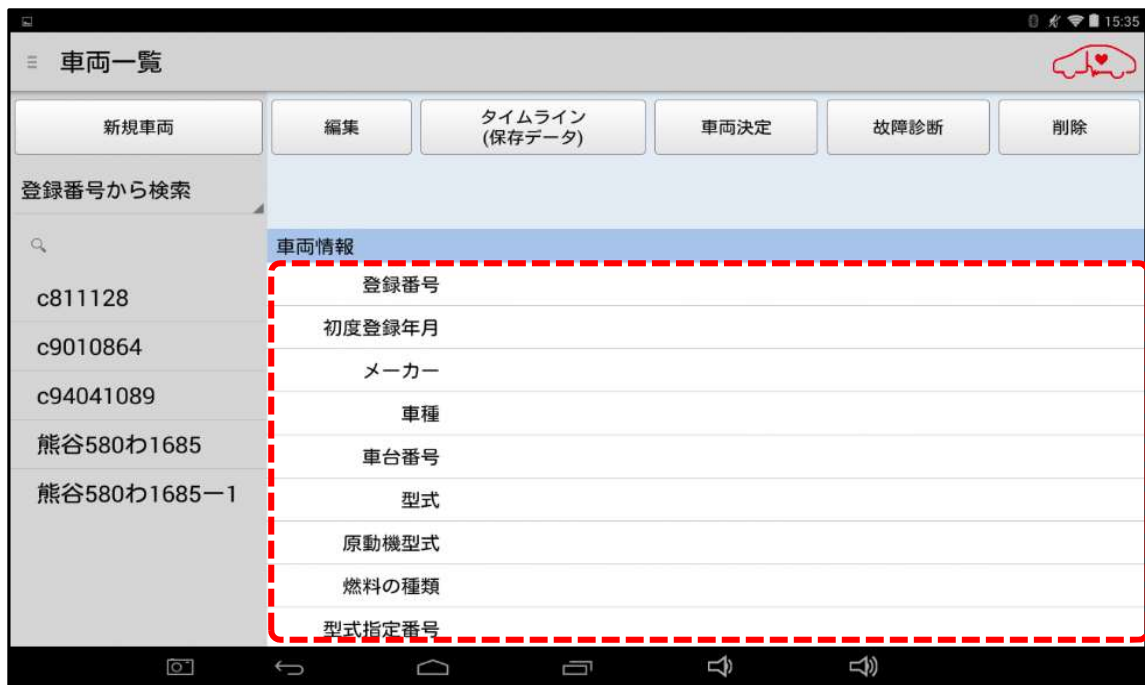 15:35
車両一覧
新規車両
編集
タイムライン
(保存データ)
車両決定
故障診断
削除
登録番号から検索
c811128
c9010864
c94041089
熊谷580わ1685
熊谷580わ1685ー1
車両情報
登録番号
初度登録年月
メーカー
車種
車台番号
型式
原動機型式
燃料の種類
型式指定番号